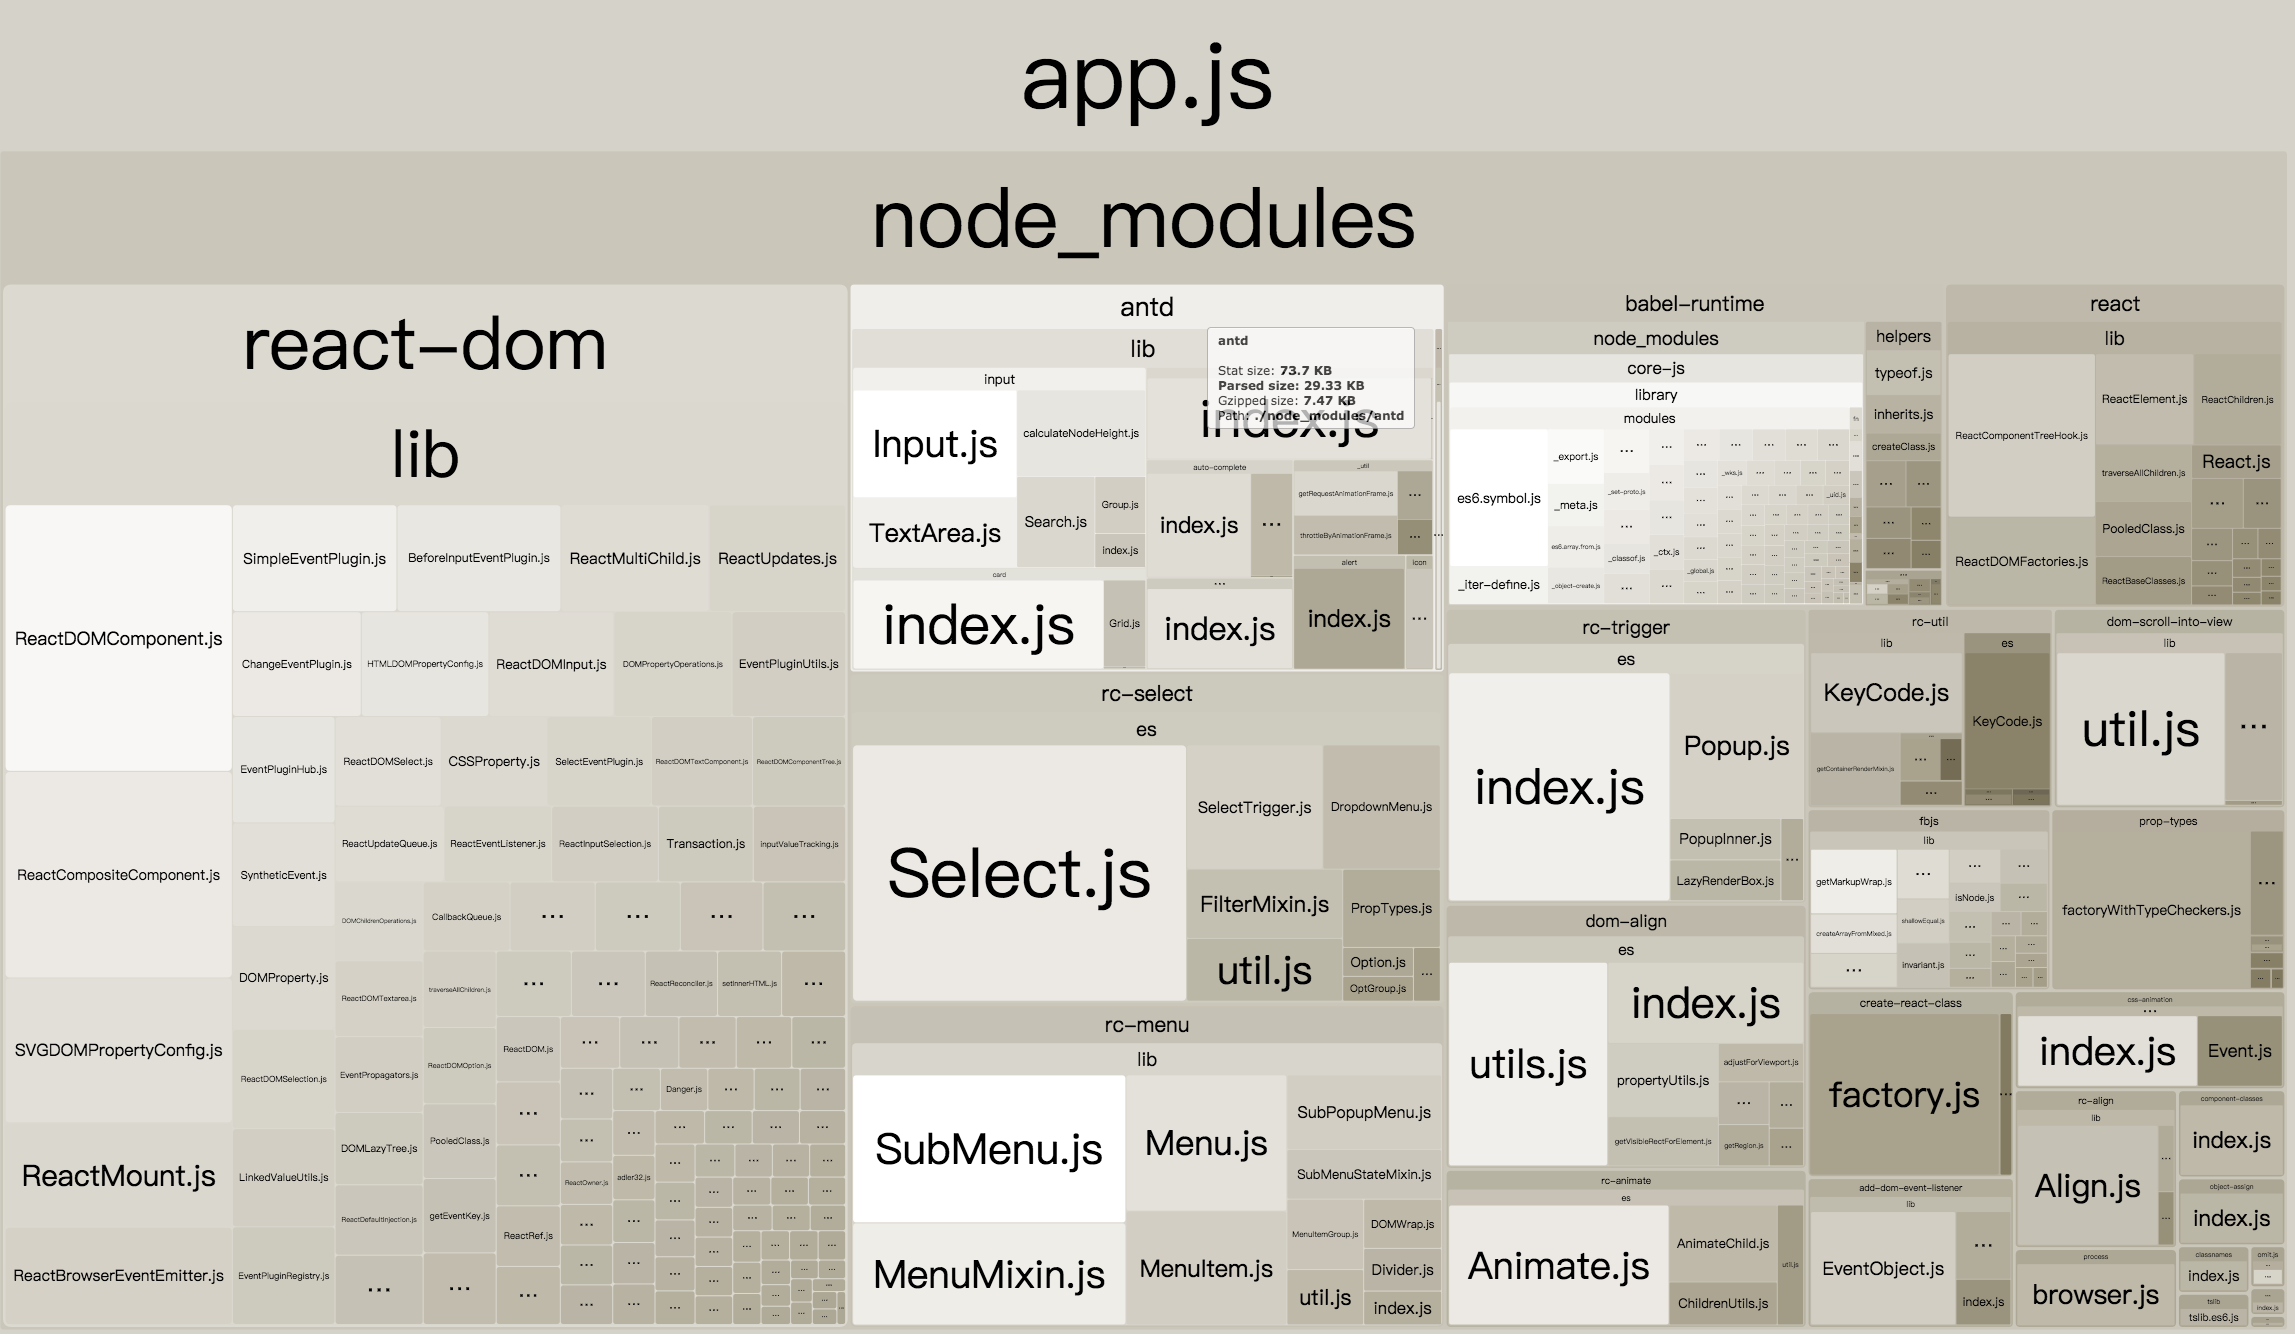 app.js
node_modules
react-dom
lib
ReactDOMComponent.js
SimpleEventPlugin.js
BeforeInputEventPlugin.js
ReactMultiChild.js
ReactUpdates.js
ChangeEventPlugin.js
HTMLDOMPropertyConfig.js
ReactDOMInput.js
DOMPropertyOperations.js
EventPluginUtils.js
EventPluginHub.js
ReactDOMSelect.js
CSSProperty.js
SelectEventPlugin.js
ReactDOMTextComponent.js
ReactDOMComponentTree.js
ReactCompositeComponent.js
SyntheticEvent.js
ReactUpdateQueue.js
ReactEventListener.js
ReactInputSelection.js
Transaction.js
inputValueTracking.js
DOMChildrenOperations.js
CallbackQueue.js
DOMProperty.js
ReactDOMTextarea.js
traverseAllChildren.js
ReactReconciler.js
setInnerHTML.js
SVGDOMPropertyConfig.js
ReactDOMSelection.js
EventPropagators.js
ReactDOMOption.js
ReactDOM.js
Danger.js
ReactMount.js
LinkedValueUtils.js
DOMLazyTree.js
PooledClass.js
ReactOwner.js
adler32.js
ReactDefaultInjection.js
getEventKey.js
ReactRef.js
ReactBrowserEventEmitter.js
EventPluginRegistry.js
antd
lib
antd
Stat size: 73.7 KB
Parsed size: 29.33 KB
Gzipped size: 7.47 KB
Path: ./node_modules/antd
input
Input.js
calculateNodeHeight.js
TextArea.js
Search.js
Group.js
index.js
index.js
auto-complete
index.js
_util
getRequestAnimationFrame.js
throttleByAnimationFrame.js
card
index.js
Grid.js
index.js
alert
index.js
icon
rc-select
es
Select.js
SelectTrigger.js
DropdownMenu.js
FilterMixin.js
PropTypes.js
util.js
Option.js
OptGroup.js
rc-menu
lib
SubMenu.js
Menu.js
SubPopupMenu.js
SubMenuStateMixin.js
MenuMixin.js
MenuItem.js
MenuItemGroup.js
DOMWrap.js
util.js
Divider.js
index.js
babel-runtime
node_modules
core-js
library
modules
es6.symbol.js
_export.js
_meta.js
_set-proto.js
_wks.js
_uid.js
es6.array.from.js
_classof.js
_ctx.js
_iter-define.js
_object-create.js
_global.js
helpers
typeof.js
inherits.js
createClass.js
react
lib
ReactComponentTreeHook.js
ReactElement.js
ReactChildren.js
traverseAllChildren.js
React.js
ReactDOMFactories.js
PooledClass.js
ReactBaseClasses.js
rc-trigger
es
index.js
Popup.js
PopupInner.js
LazyRenderBox.js
rc-util
lib
KeyCode.js
getContainerRenderMixin.js
es
KeyCode.js
dom-scroll-into-view
lib
util.js
dom-align
es
utils.js
index.js
propertyUtils.js
adjustForViewport.js
getVisibleRectForElement.js
getRegion.js
fbjs
lib
getMarkupWrap.js
createArrayFromMixed.js
isNode.js
shallowEqual.js
invariant.js
prop-types
factoryWithTypeCheckers.js
create-react-class
factory.js
css-animation
index.js
Event.js
rc-animate
es
Animate.js
AnimateChild.js
ChildrenUtils.js
util.js
add-dom-event-listener
lib
EventObject.js
index.js
rc-align
lib
Align.js
component-classes
index.js
object-assign
index.js
process
browser.js
classnames
index.js
omit.js
index.js
tslib
tslib.es6.js